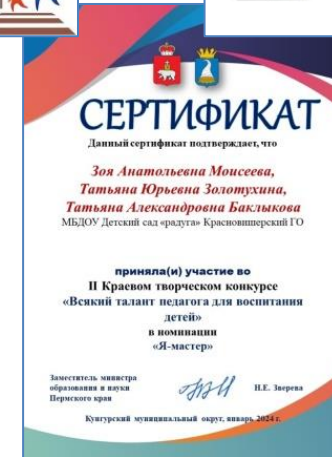 СЕРТИФИКАТ
Данный сертификат подтверждает, что
Зоя Анатольевна Моисеева,
Татьяна Юрьевна Золотухина,
Татьяна Александровна Баклыкова
МБДОУ Детский сад «радуга» Красновишерский ГО
приняла(и) участие во
II Краевом творческом конкурсе
«Всякий талант педагога для воспитания
детей»
в номинации
«Я-мастер»
Заместитель министра
образования и науки
Пермского края
Н.Е. Зверева
Кунгурский муниципальный округ, январь 2024 г.